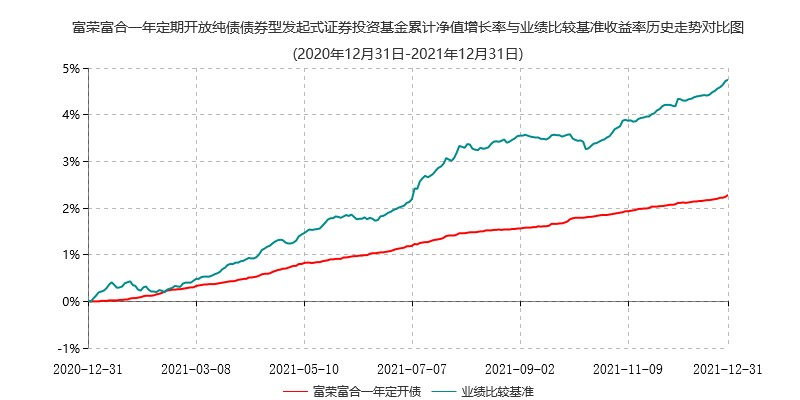 富荣富合一年定期开放纯债债券型发起式证券投资基金累计净值增长率与业绩比较基准收益率历史走势对比图
(2020年12月31日-2021年12月31日)
5%
4%
3%
2%
1%
0%
-1%
2020-12-31 2021-03-08 2021-05-10 2021-07-07 2021-09-02 2021-11-09 2021-12-31
富荣富合一年定开债 业绩比较基准